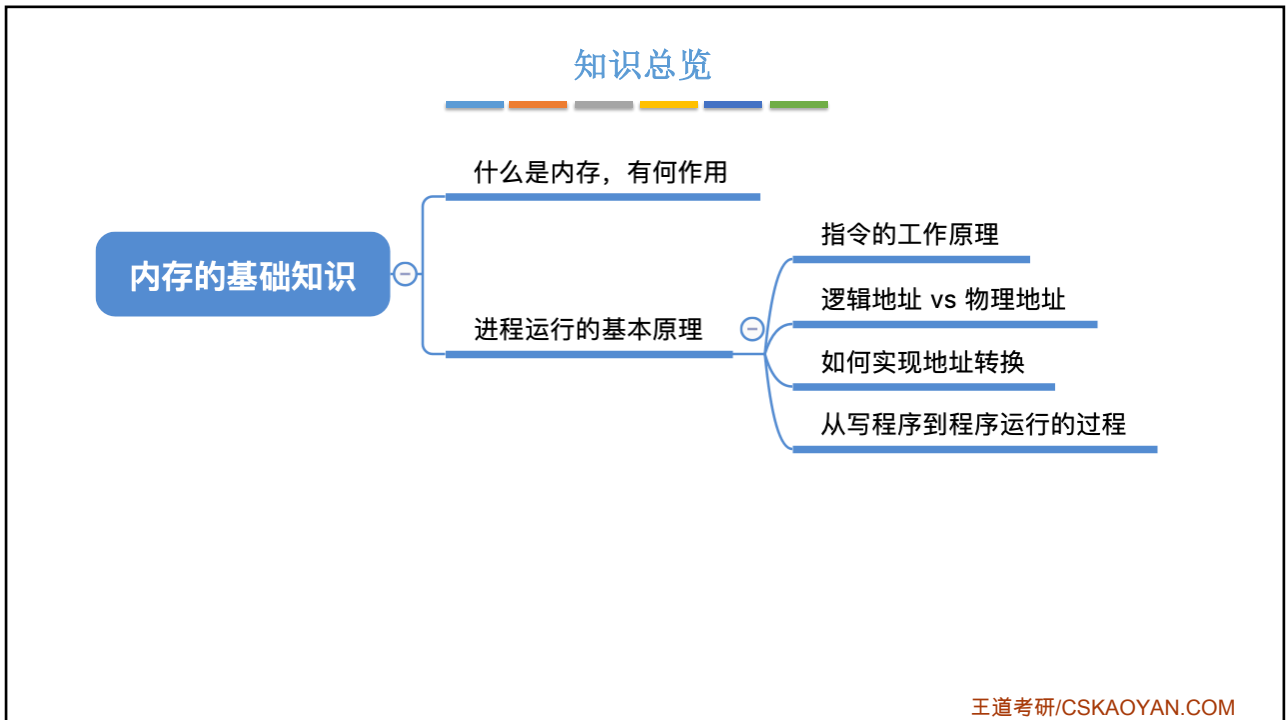 知识总览
什么是内存，有何作用
内存的基础知识
进程运行的基本原理
指令的工作原理
逻辑地址 vs 物理地址
如何实现地址转换
从写程序到程序运行的过程
王道考研/CSKAOYAN.COM